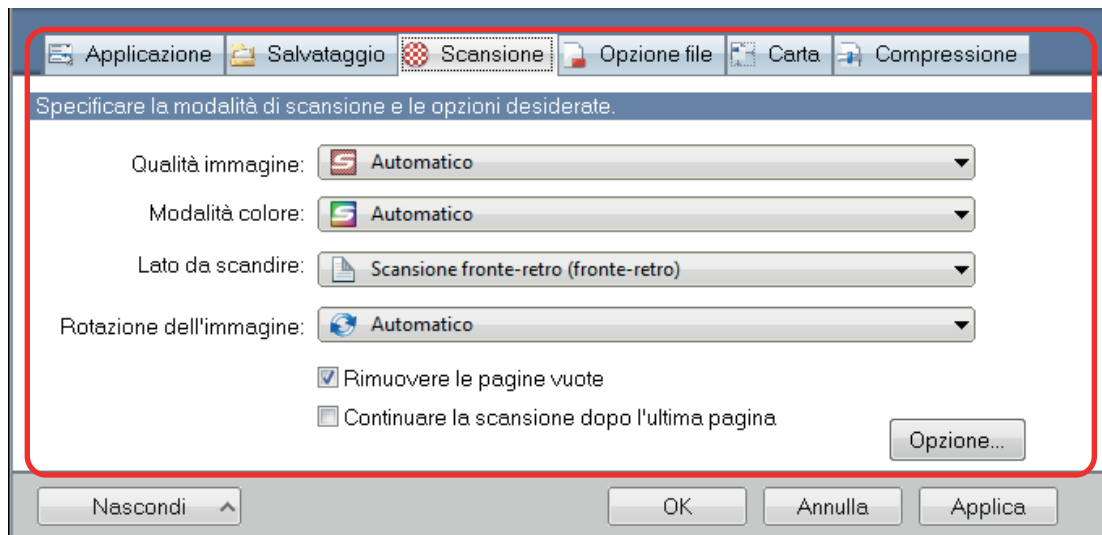 Applicazione Salvataggio Scansione Opzione file Carta Compressione
Specificare la modalità di scansione e le opzioni desiderate.
Qualità immagine: Automatico
Modalità colore: Automatico
Lato da scandire: Scansione fronte-retro (fronte-retro)
Rotazione dell'immagine: Automatico
Rimuovere le pagine vuote
Continuare la scansione dopo l'ultima pagina
Opzione...
Nascondi OK Annulla Applica